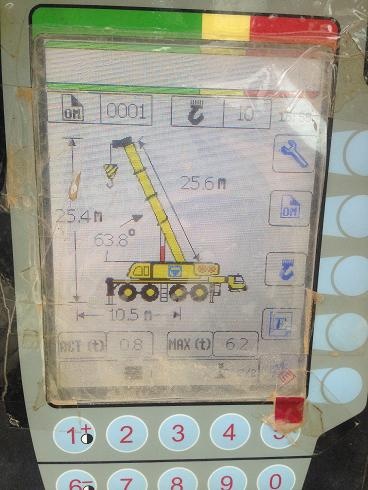 OM 0001 10
25.6 m
OM
25.4 m
63.8°
10.5 m
ACT (t) 0.8 MAX (t) 6.2
1 2 3 4 5
6 7 8 9 0